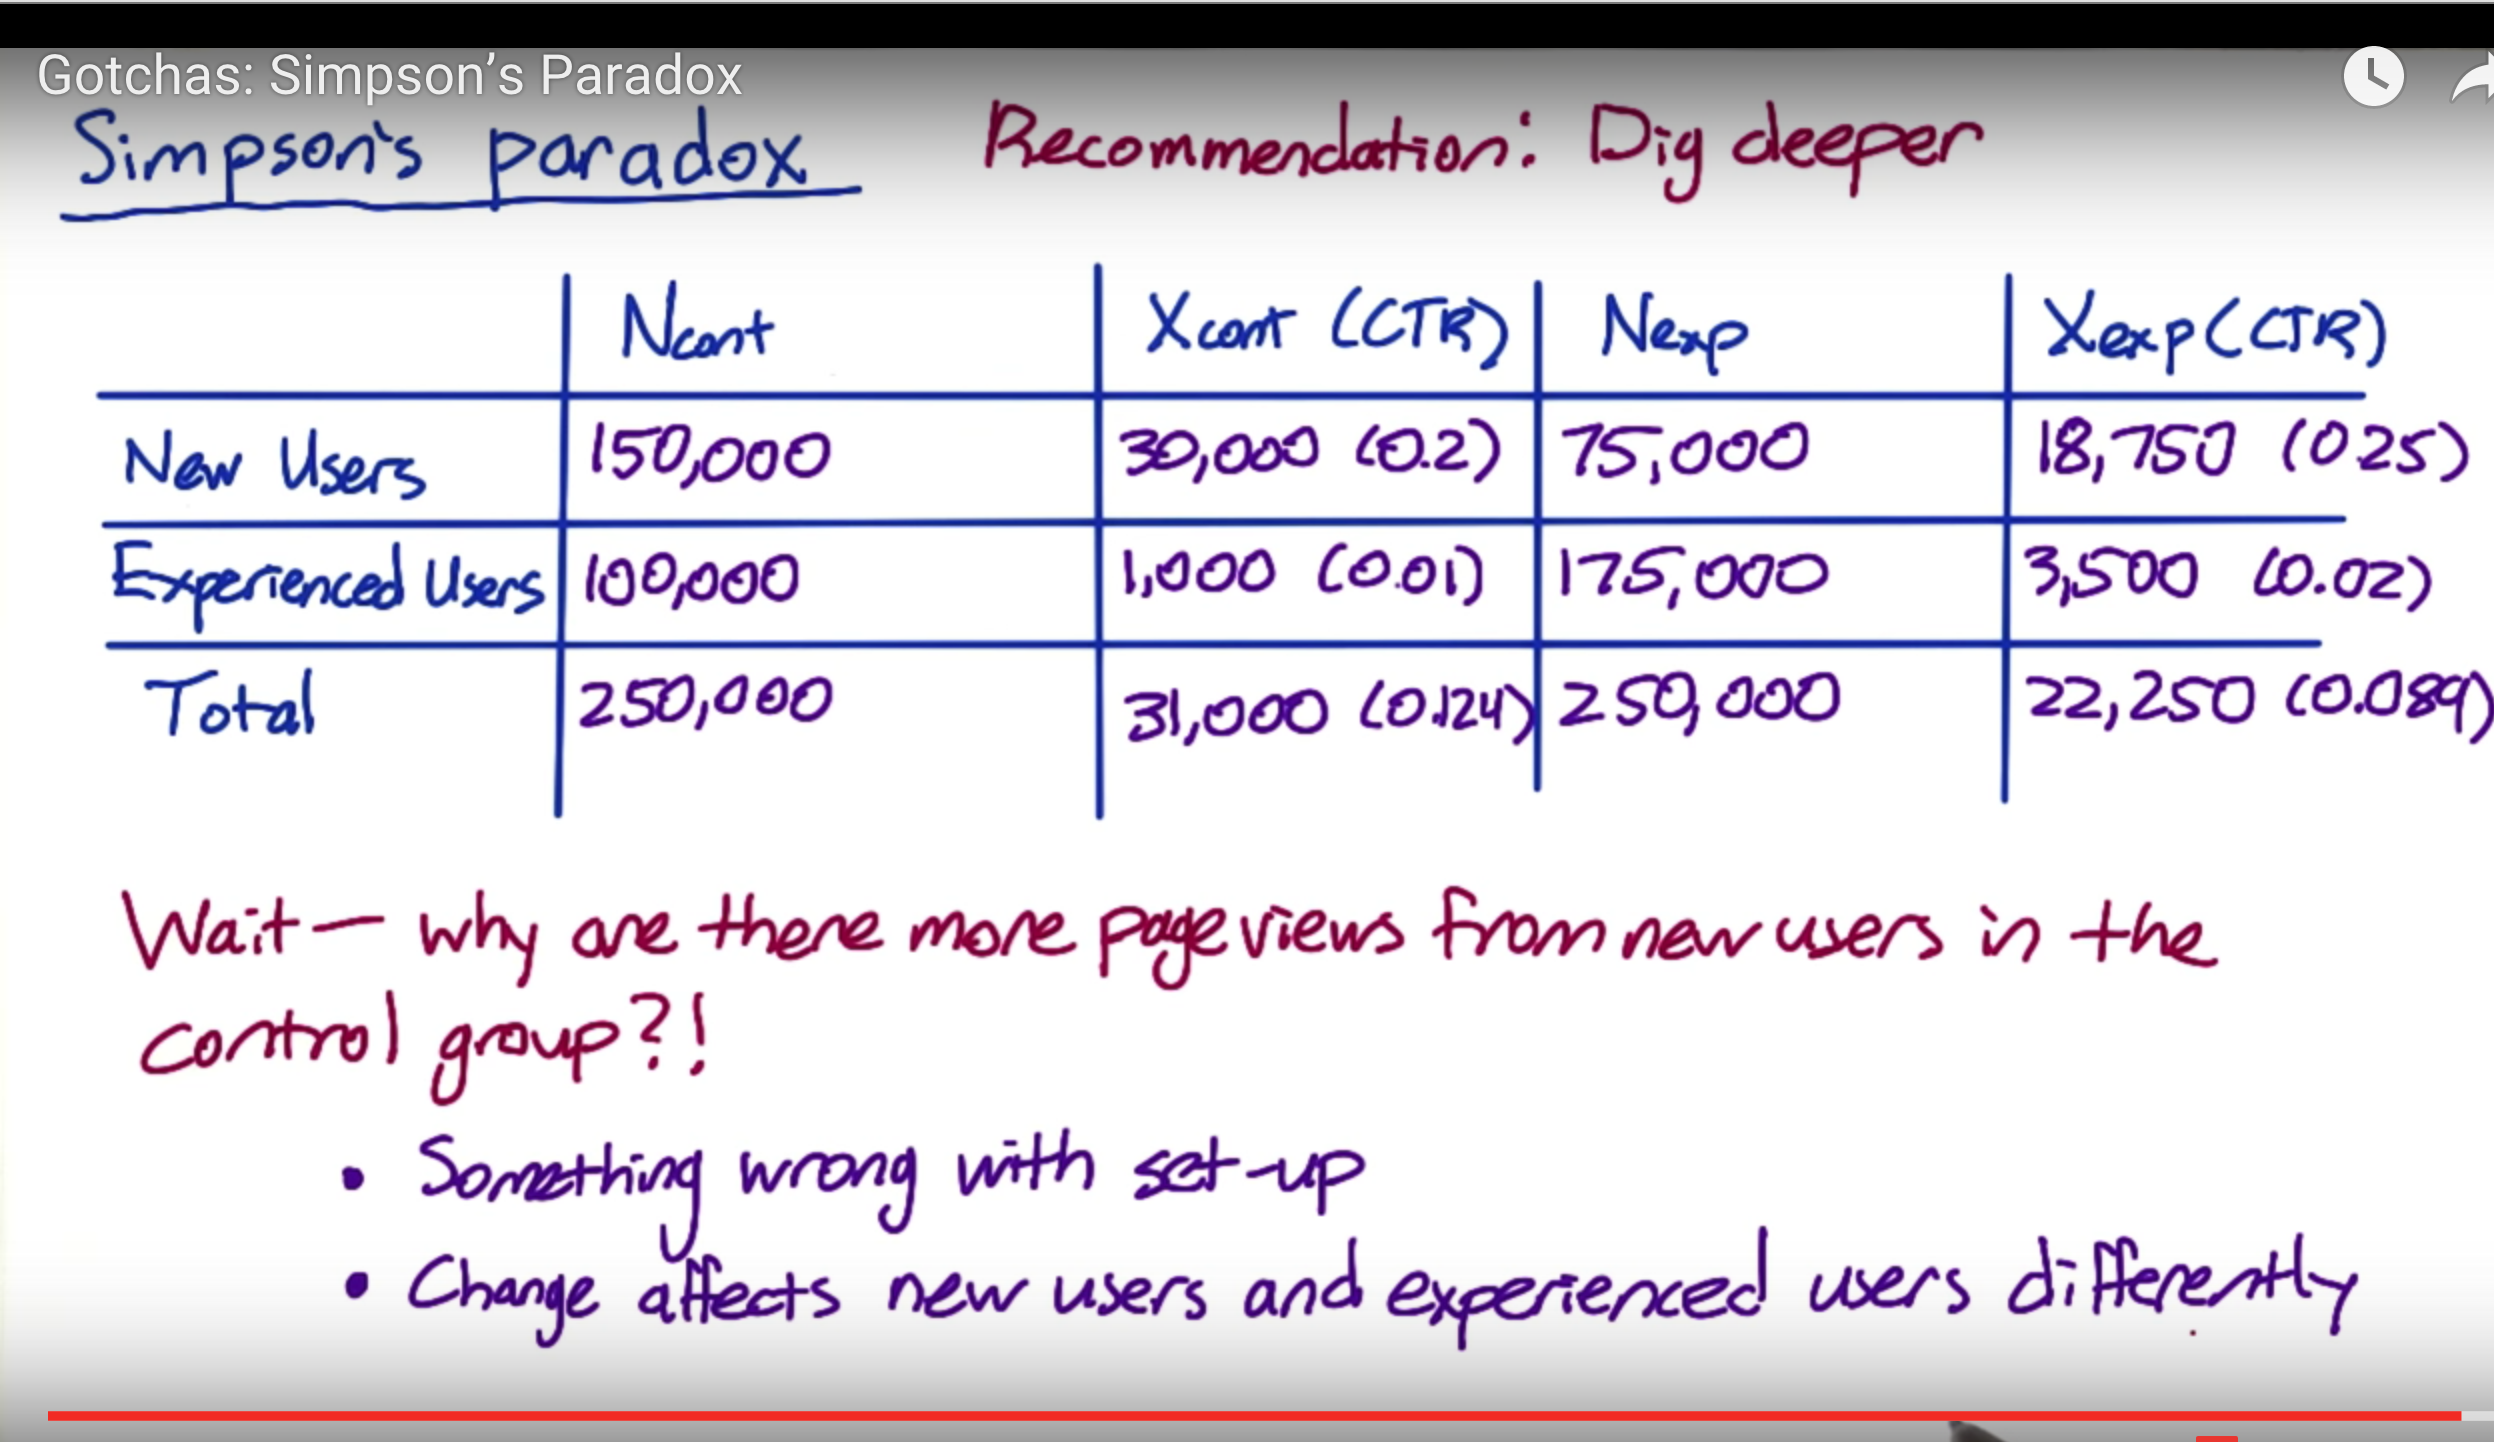 Gotchas: Simpson's Paradox
Simpson's paradox Recommendation: Dig deeper
Ncont Xcont (CTR) Nexp Xexp (CTR)
New Users 150,000 30,000 (0.2) 75,000 18,750 (0.25)
Experienced Users 100,000 1,000 (0.01) 175,000 3,500 (0.02)
Total 250,000 31,000 (0.124) 250,000 22,250 (0.089)
Wait — why are there more page views from new users in the
control group?!
• Something wrong with set-up
• Change affects new users and experienced users differently